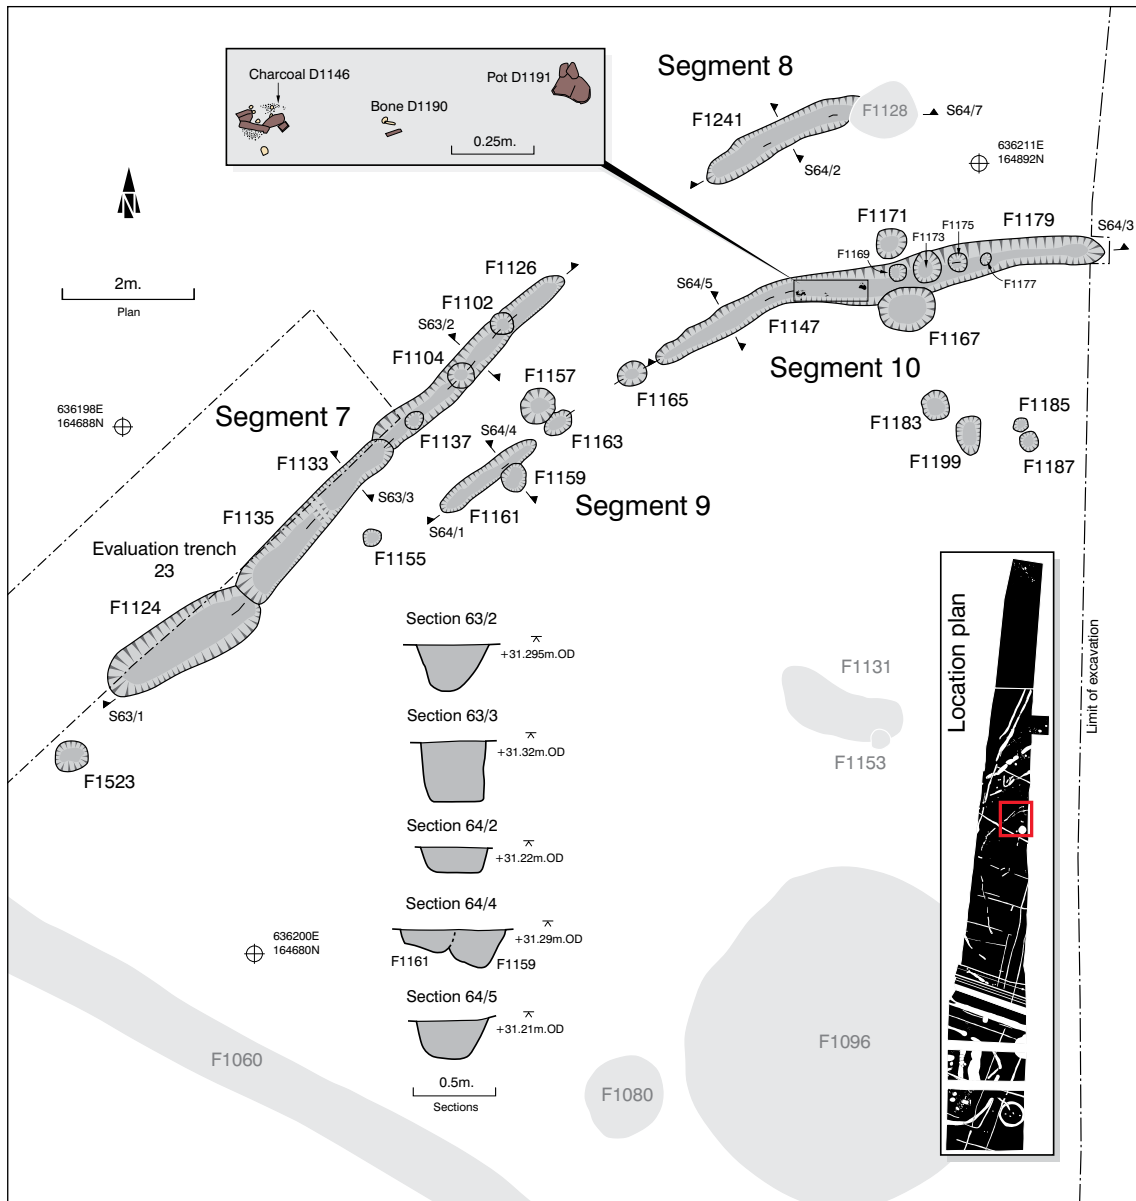 Charcoal D1146
Bone D1190
Pot D1191
0.25m.
Segment 8
F1241
F1128
S64/7
S64/2
636211E
164892N
N
2m.
Plan
F1171
F1173
F1175
F1179
S64/3
F1169
F1177
F1126
F1102
S63/2
F1104
S64/5
F1147
F1167
Segment 10
F1165
F1157
F1163
F1183
F1199
F1185
F1187
636198E
164688N
Segment 7
F1137
S64/4
F1159
F1161
S64/1
Segment 9
F1133
S63/3
F1135
F1155
Evaluation trench
23
F1124
S63/1
F1523
Section 63/2
+31.295m.OD
Section 63/3
+31.32m.OD
Section 64/2
+31.22m.OD
Section 64/4
+31.29m.OD
F1161
F1159
Section 64/5
+31.21m.OD
0.5m.
Sections
F1131
F1153
Location plan
Limit of excavation
636200E
164680N
F1060
F1080
F1096